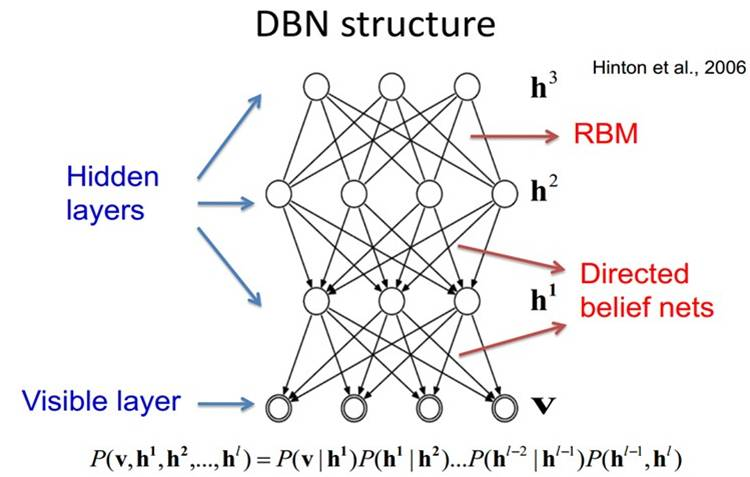 DBN structure
Hinton et al., 2006
h³
RBM
Hidden
layers
h²
Directed
belief nets
h¹
Visible layer
v
P(v,h¹,h²,...,hˡ) = P(v|h¹)P(h¹|h²)...P(hˡ⁻²|hˡ⁻¹)P(hˡ⁻¹,hˡ)